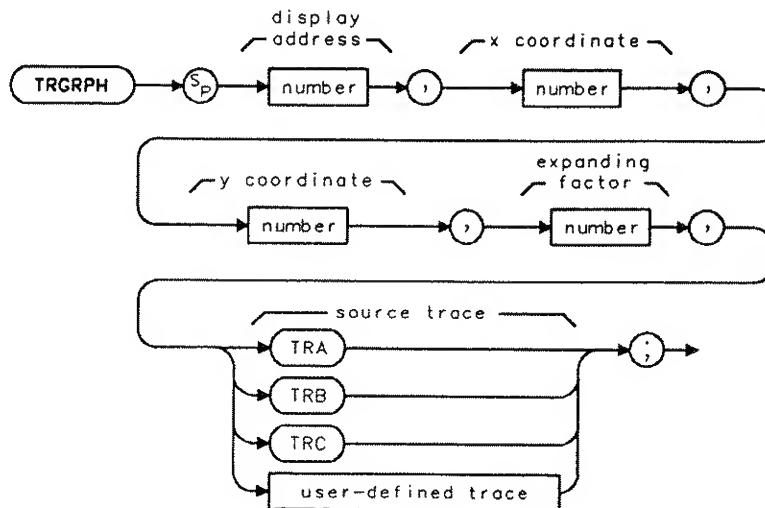 display
address
x coordinate
TRGRPH
Sp
number
,
number
,
y coordinate
expanding
factor
number
,
number
,
source trace
TRA
;
TRB
TRC
user-defined trace